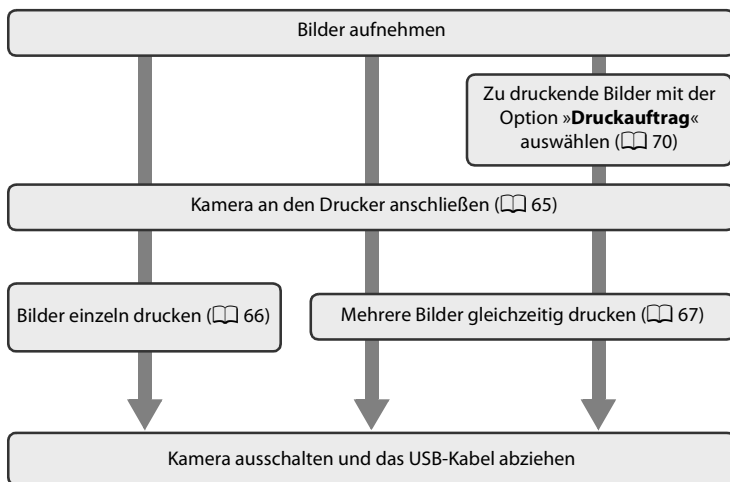 Bilder aufnehmen
Zu druckende Bilder mit der
Option »Druckauftrag«
auswählen (📖 70)
Kamera an den Drucker anschließen (📖 65)
Bilder einzeln drucken (📖 66)
Mehrere Bilder gleichzeitig drucken (📖 67)
Kamera ausschalten und das USB-Kabel abziehen